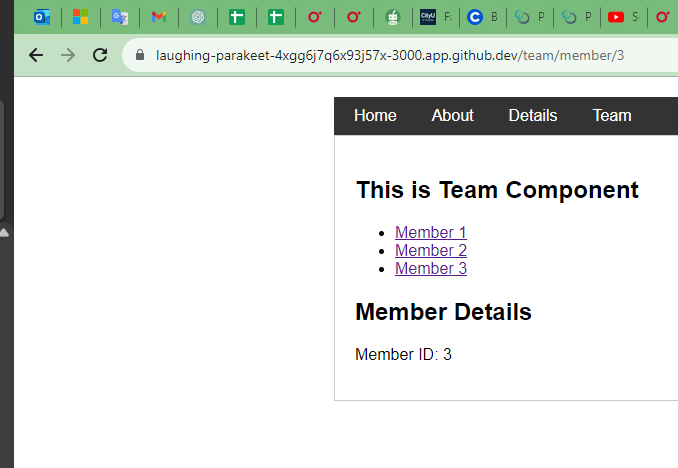 CityU
F
B
P
P
S
laughing-parakeet-4xgg6j7q6x93j57x-3000.app.github.dev/team/member/3
Home About Details Team
This is Team Component
Member 1
Member 2
Member 3
Member Details
Member ID: 3